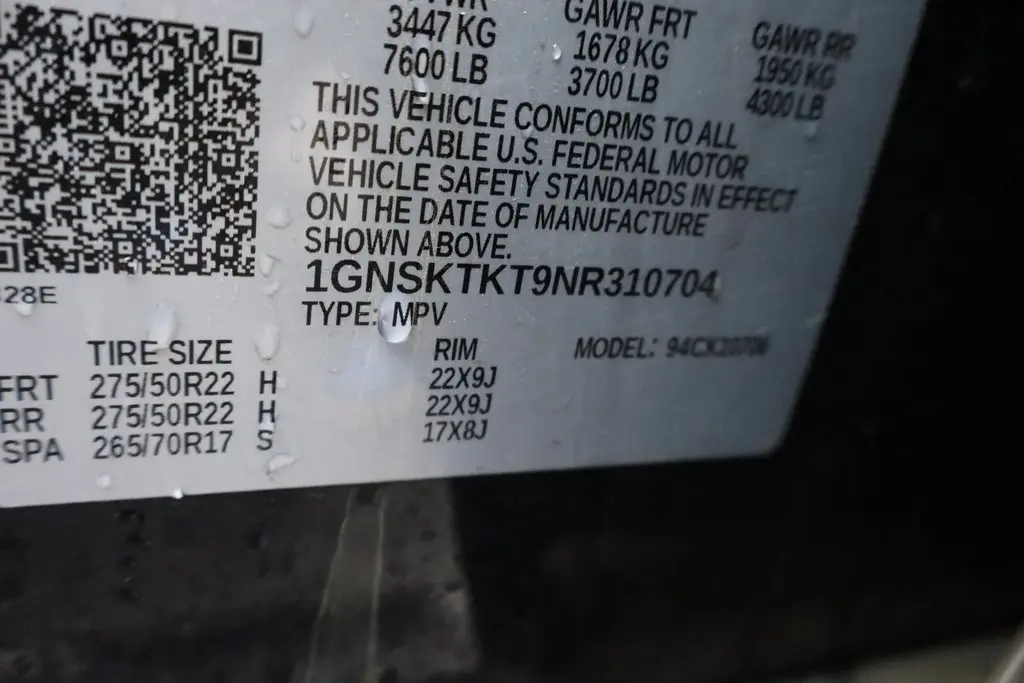 3447 KG
7600 LB
GAWR FRT
1678 KG
3700 LB
GAWR RR
1950 KG
4300 LB
THIS VEHICLE CONFORMS TO ALL
APPLICABLE U.S. FEDERAL MOTOR
VEHICLE SAFETY STANDARDS IN EFFECT
ON THE DATE OF MANUFACTURE
SHOWN ABOVE.
1GNSKTKT9NR310704
328E
TYPE: MPV
TIRE SIZE RIM MODEL:
FRT 275/50R22 H 22X9J
RR 275/50R22 H 22X9J
SPA 265/70R17 S 17X8J